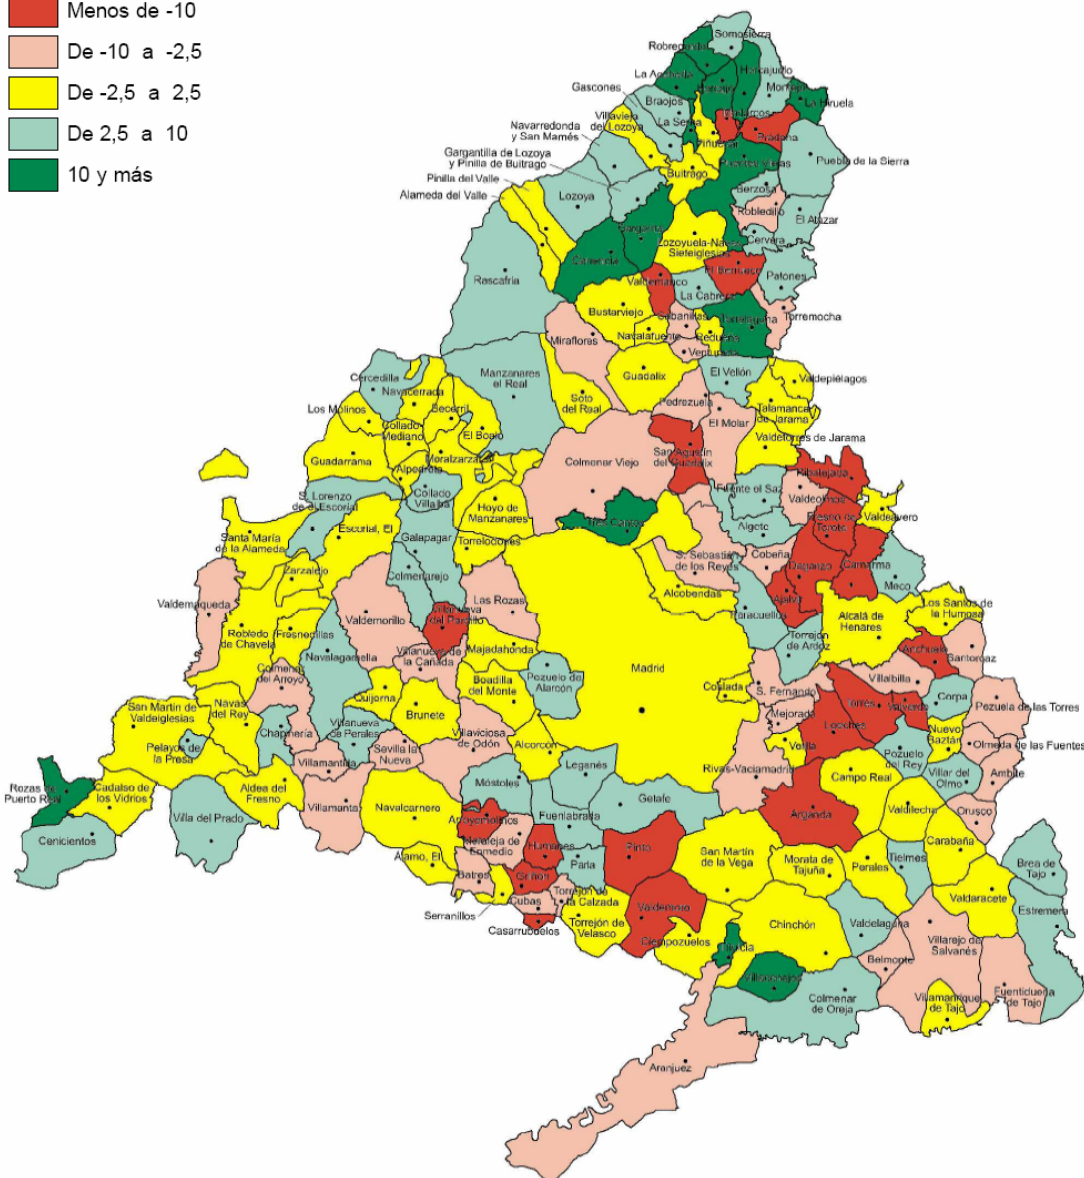 Menos de -10
De -10 a -2,5
De -2,5 a 2,5
De 2,5 a 10
10 y más
Somosierra
Robregordo
Horcajuelo
La Acebeda
Montejo
La Hiruela
Gascones
Braojos
La Serna
Villavieja
del Lozoya
Prádena
Piñuécar
Navarredonda
y San Mamés
Puebla de la Sierra
Gargantilla de Lozoya
y Pinilla de Buitrago
Buitrago
Pinilla del Valle
Alameda del Valle
Lozoya
Berzosa
Robledillo
El Atazar
Garganta
Cervera
Lozoyuela-Navas-
Sieteiglesias
Canencia
Rascafría
El Berrueco
Patones
Valdemanco
La Cabrera
Bustarviejo
Cabanillas
Torrelaguna
Torremocha
Navalafuente
Redueña
Miraflores
Venturada
Manzanares
el Real
Guadalix
El Vellón
Cercedilla
Valdepiélagos
Navacerrada
Soto
del Real
Pedrezuela
Los Molinos
Becerril
Talamanca
de Jarama
El Molar
Collado
Mediano
El Boalo
Valdetorres de Jarama
Moralzarzal
San Agustín
del Guadalix
Guadarrama
Colmenar Viejo
Alpedrete
Ribatejada
Collado
Villalba
Fuente el Saz
S. Lorenzo
de el Escorial
Hoyo de
Manzanares
Valdeolmos
Valdeavero
Tres Cantos
Fresno de
Torote
Algete
Escorial, El
Santa María
de la Alameda
Galapagar
Torrelodones
S. Sebastián
de los Reyes
Cobeña
Daganzo
Camarma
Zarzalejo
Colmenarejo
Meco
Alcobendas
Ajalvir
Las Rozas
Valdemaqueda
Los Santos de
la Humosa
Paracuellos
Valdemorillo
Villanueva
del Pardillo
Alcalá de
Henares
Robledo
de Chavela
Fresnedillas
Torrejón
de Ardoz
Majadahonda
Navalagamella
Villanueva de
la Cañada
Anchuelo
Santorcaz
Madrid
Colmenar
del Arroyo
Villalbilla
Boadilla
del Monte
Pozuelo de
Alarcón
Coslada
S. Fernando
Quijorna
Corpa
Navas
del Rey
San Martín de
Valdeiglesias
Torres
Valverde
Pezuela de las Torres
Brunete
Mejorada
Villanueva
de Perales
Villaviciosa
de Odón
Loeches
Nuevo
Baztán
Chapinería
Olmeda de las Fuentes
Pelayos de
la Presa
Sevilla la
Nueva
Alcorcón
Velilla
Pozuelo
del Rey
Villamantilla
Leganés
Rivas-Vaciamadrid
Campo Real
Villar del
Olmo
Ambite
Rozas de
Puerto Real
Cadalso de
los Vidrios
Aldea del
Fresno
Móstoles
Getafe
Villamanta
Navalcarnero
Valdilecha
Orusco
Villa del Prado
Arroyomolinos
Fuenlabrada
Arganda
Cenicientos
Moraleja de
Enmedio
Humanes
Pinto
Carabaña
San Martín
de la Vega
Morata de
Tajuña
Perales
Tielmes
Brea de
Tajo
Alamo, El
Parla
Batres
Griñón
Valdaracete
Cubas
Torrejón de
la Calzada
Estremera
Serranillos
Valdemoro
Casarrubuelos
Torrejón de
Velasco
Chinchón
Valdelaguna
Ciempozuelos
Villarejo de
Salvanés
Titulcia
Belmonte
Villaconejos
Fuentidueña
de Tajo
Colmenar
de Oreja
Villamanrique
de Tajo
Aranjuez